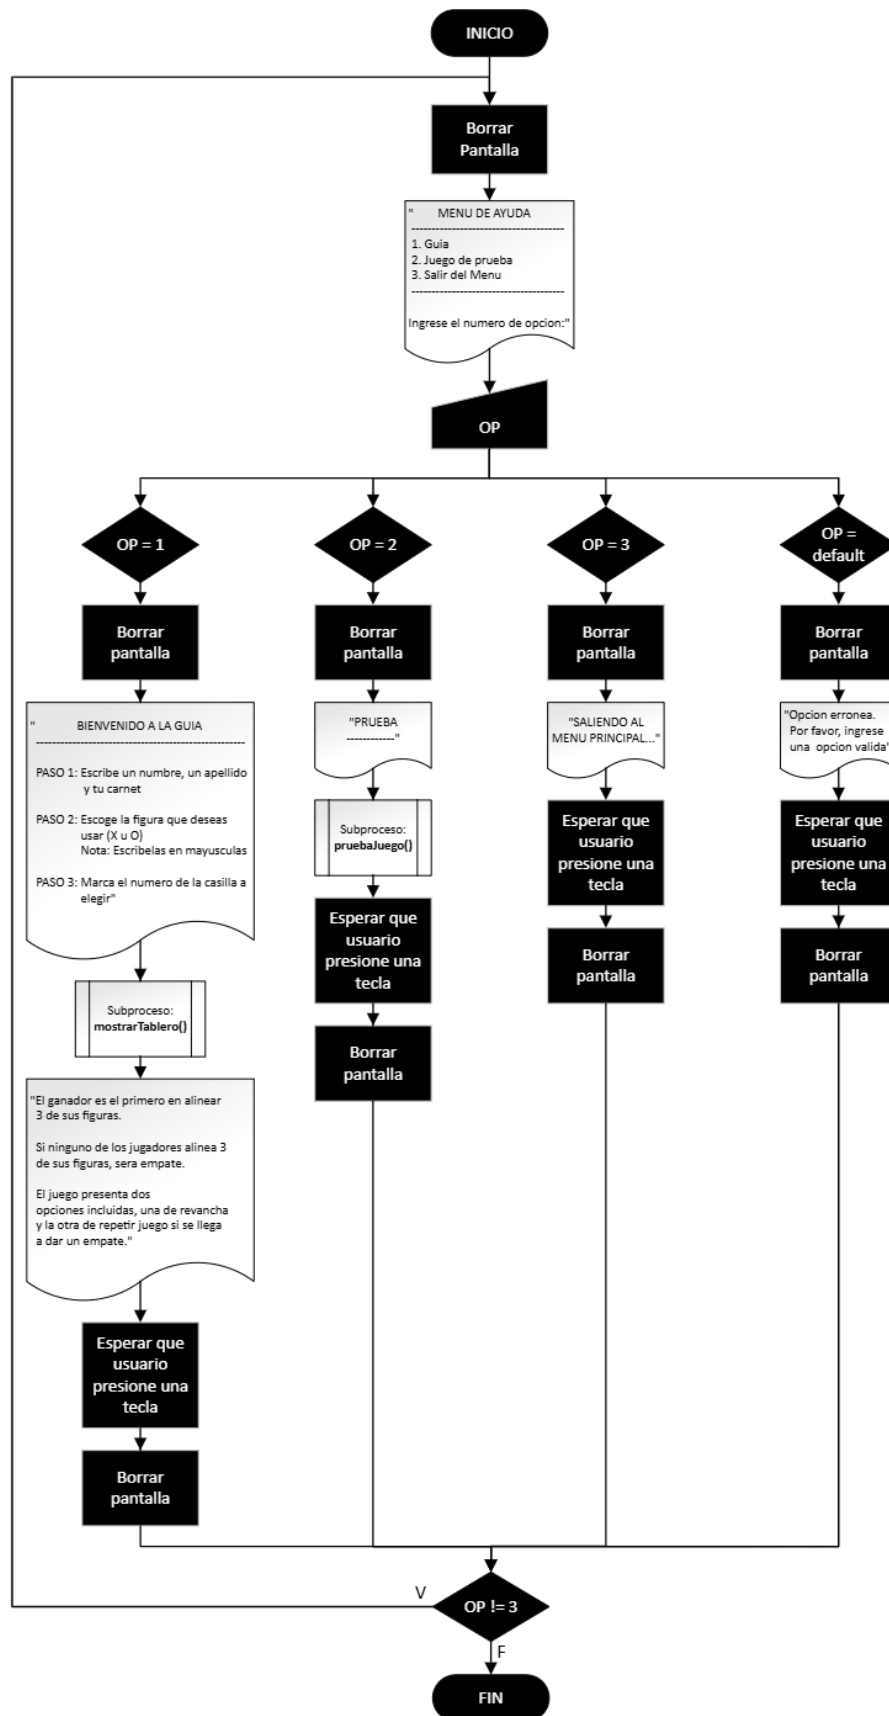 INICIO
Borrar
Pantalla
" MENU DE AYUDA
--------------------------------------
1. Guia
2. Juego de prueba
3. Salir del Menu
--------------------------------------
Ingrese el numero de opcion:"
OP
OP = 1
Borrar
pantalla
" BIENVENIDO A LA GUIA
----------------------------------------------------
PASO 1: Escribe un numbre, un apellido
y tu carnet
PASO 2: Escoge la figura que deseas
usar (X u O)
Nota: Escribelas en mayusculas
PASO 3: Marca el numero de la casilla a
elegir"
Subproceso:
mostrarTablero()
"El ganador es el primero en alinear
3 de sus figuras.
Si ninguno de los jugadores alinea 3
de sus figuras, sera empate.
El juego presenta dos
opciones incluidas, una de revancha
y la otra de repetir juego si se llega
a dar un empate."
Esperar que
usuario
presione una
tecla
Borrar
pantalla
OP = 2
Borrar
pantalla
"PRUEBA
------------"
Subproceso:
pruebaJuego()
Esperar que
usuario
presione una
tecla
Borrar
pantalla
OP = 3
Borrar
pantalla
"SALIENDO AL
MENU PRINCIPAL..."
Esperar que
usuario
presione una
tecla
Borrar
pantalla
OP =
default
Borrar
pantalla
"Opcion erronea.
Por favor, ingrese
una opcion valida"
Esperar que
usuario
presione una
tecla
Borrar
pantalla
V
OP != 3
F
FIN